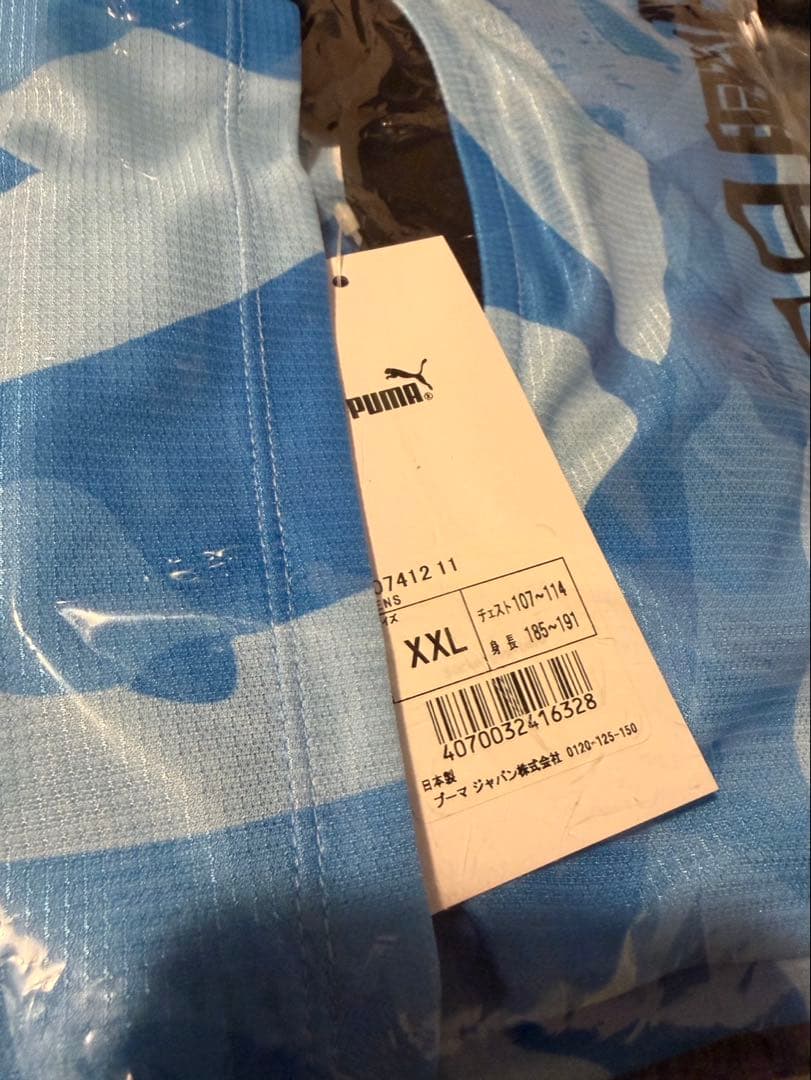 PUMA®
07412 11
ENS
イズ
XXL
チェスト 107~114
身長 185~191
4070032416328
日本製
プーマ ジャパン株式会社 0120-125-150